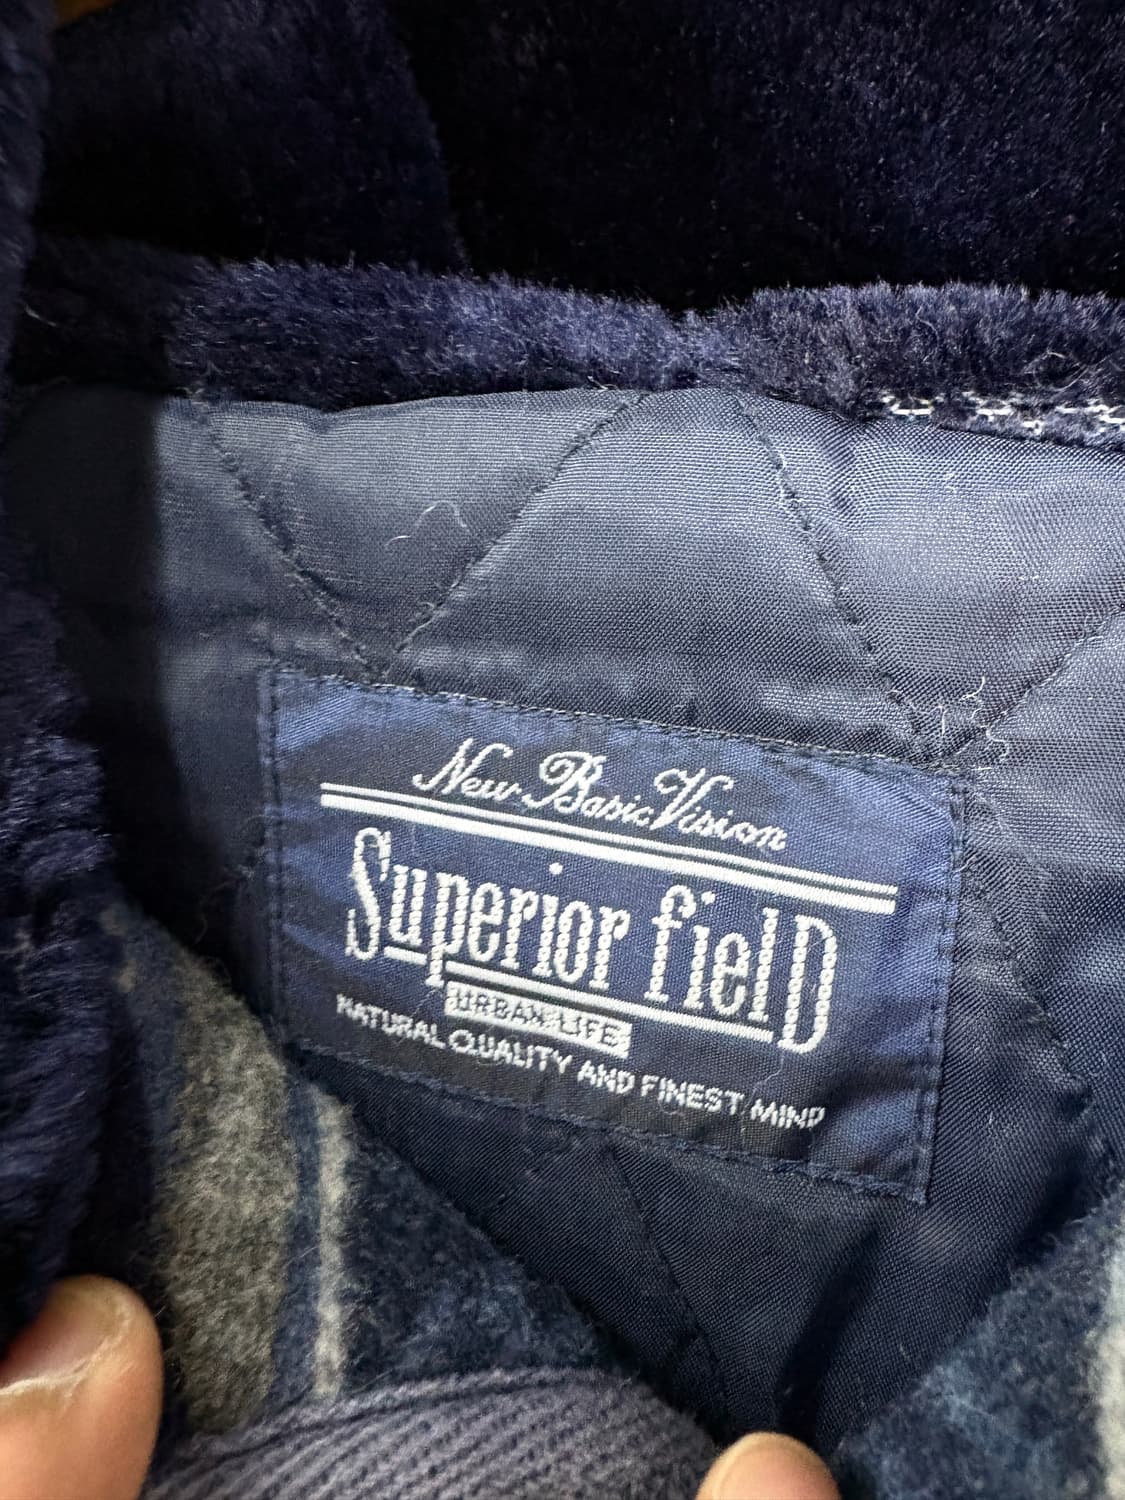 New Basic Vision
Superior fielD
URBAN LIFE
NATURAL QUALITY AND FINEST MIND